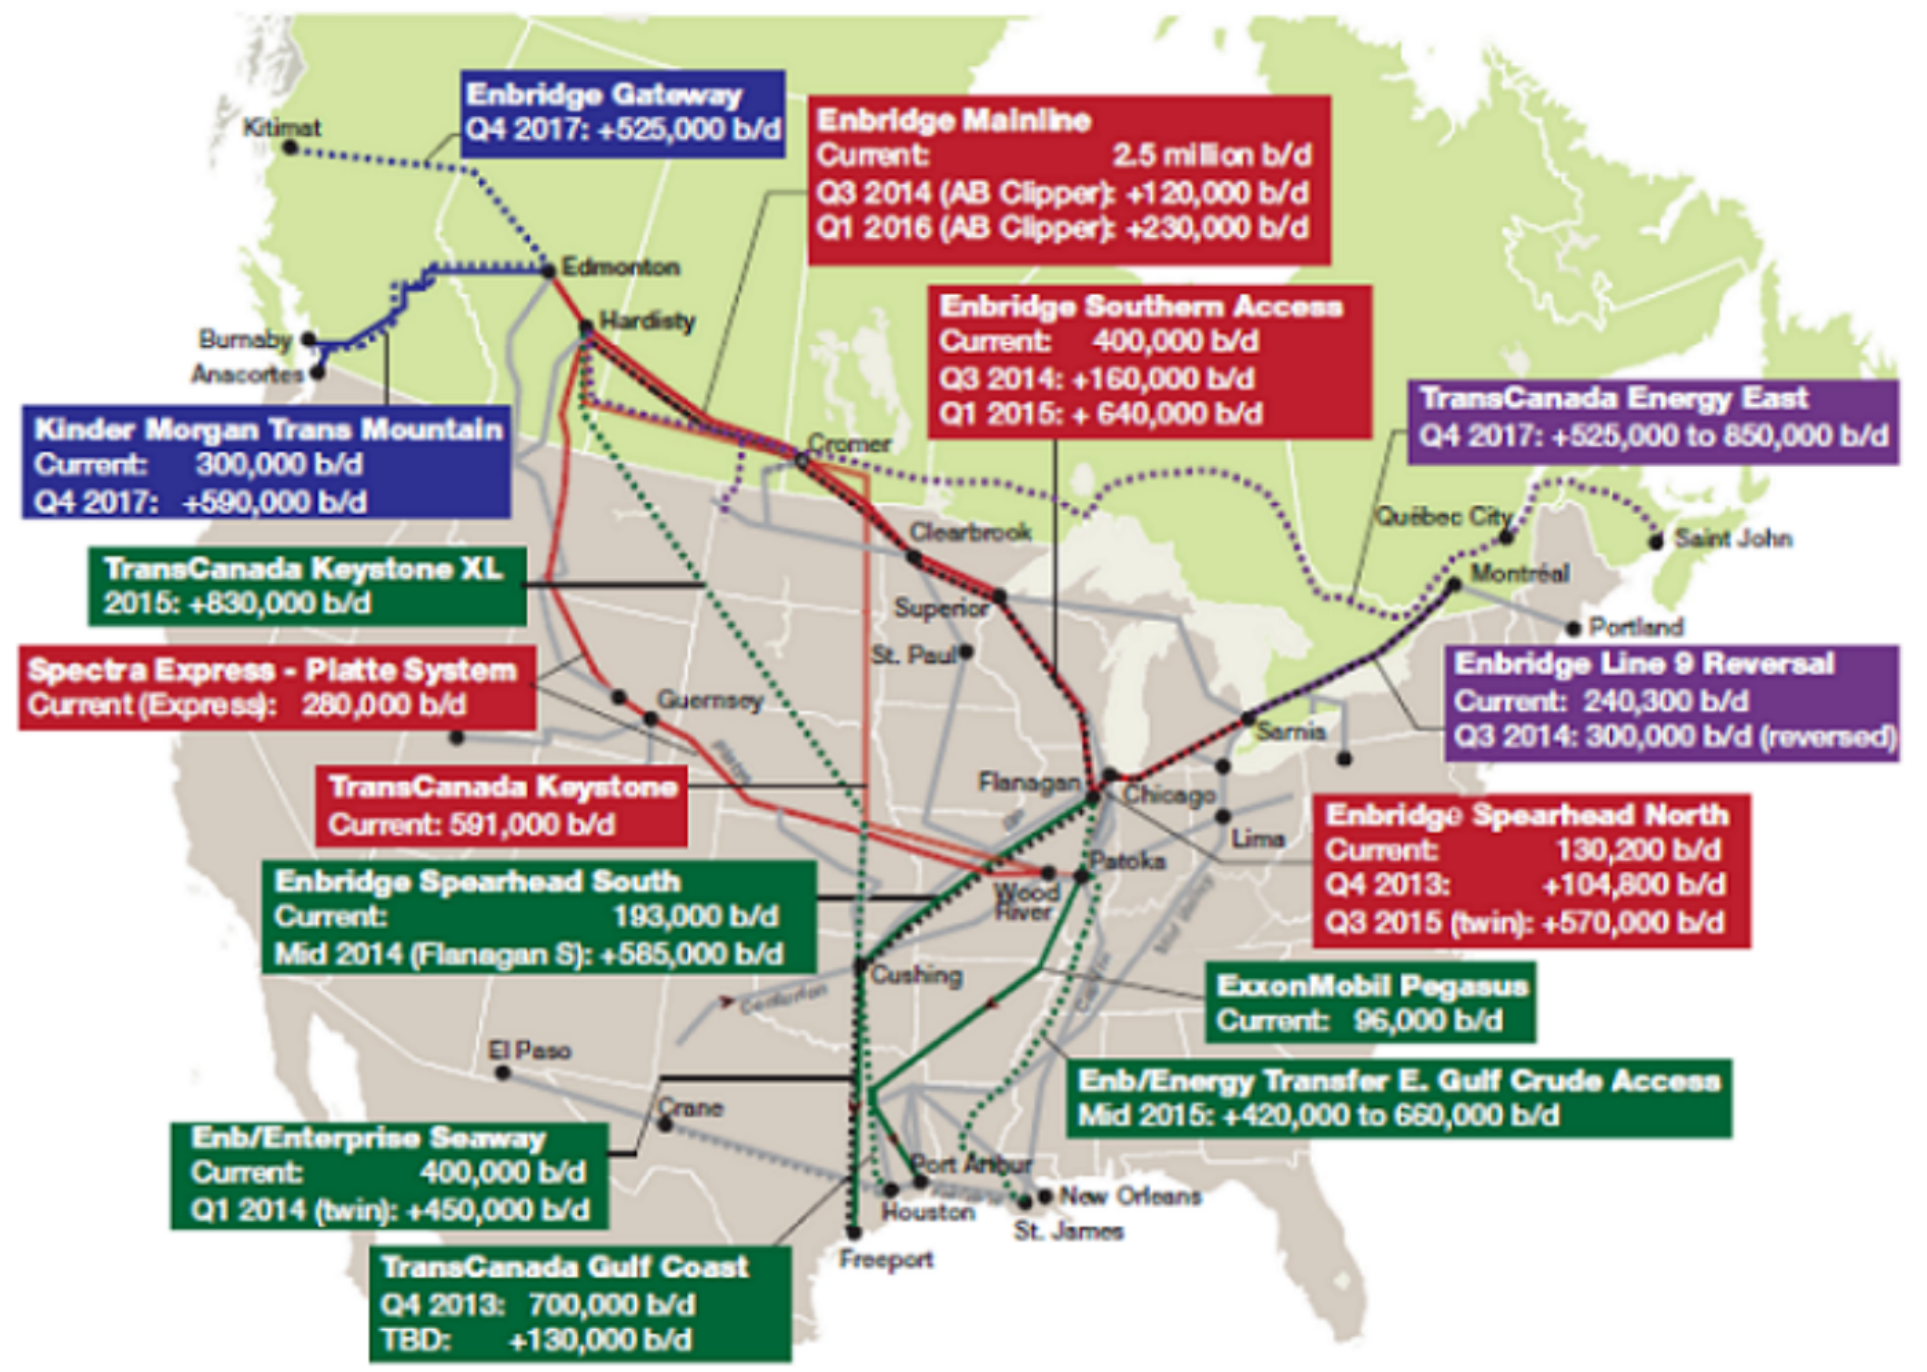 Enbridge Gateway
Q4 2017: +525,000 b/d
Kitimat
Enbridge Mainline
Current: 2.5 million b/d
Q3 2014 (AB Clipper): +120,000 b/d
Q1 2016 (AB Clipper): +230,000 b/d
Edmonton
Hardisty
Enbridge Southern Access
Current: 400,000 b/d
Q3 2014: +160,000 b/d
Q1 2015: + 640,000 b/d
Burnaby
Anacortes
TransCanada Energy East
Q4 2017: +525,000 to 850,000 b/d
Kinder Morgan Trans Mountain
Current: 300,000 b/d
Q4 2017: +590,000 b/d
Cromer
Clearbrook
Québec City
Saint John
Montréal
TransCanada Keystone XL
2015: +830,000 b/d
Superior
St. Paul
Portland
Spectra Express - Platte System
Current (Express): 280,000 b/d
Guernsey
Platte
Enbridge Line 9 Reversal
Current: 240,300 b/d
Q3 2014: 300,000 b/d (reversed)
Sarnia
TransCanada Keystone
Current: 591,000 b/d
Flanagan
Chicago
Lima
Enbridge Spearhead North
Current: 130,200 b/d
Q4 2013: +104,800 b/d
Q3 2015 (twin): +570,000 b/d
Enbridge Spearhead South
Current: 193,000 b/d
Mid 2014 (Flanagan S): +585,000 b/d
Patoka
Wood
River
Mid Valley
Cushing
Centurion
Capline
ExxonMobil Pegasus
Current: 96,000 b/d
El Paso
Crane
Enb/Energy Transfer E. Gulf Crude Access
Mid 2015: +420,000 to 660,000 b/d
Enb/Enterprise Seaway
Current: 400,000 b/d
Q1 2014 (twin): +450,000 b/d
Port Arthur
Houston
New Orleans
St. James
Freeport
TransCanada Gulf Coast
Q4 2013: 700,000 b/d
TBD: +130,000 b/d